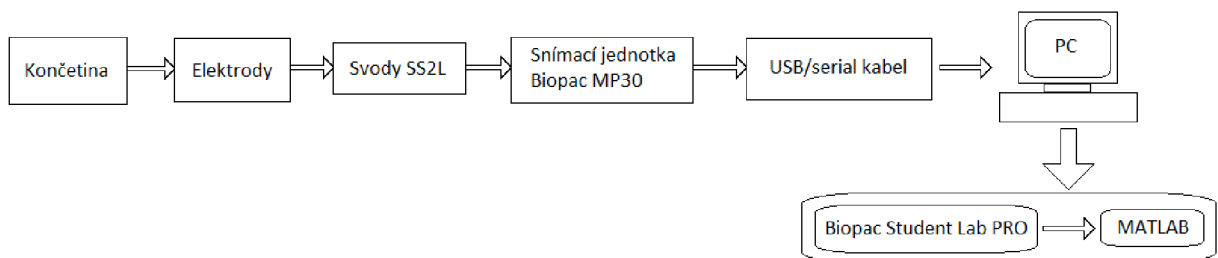 Končetina
Elektrody
Svody SS2L
Snímací jednotka
Biopac MP30
USB/serial kabel
PC
Biopac Student Lab PRO
MATLAB